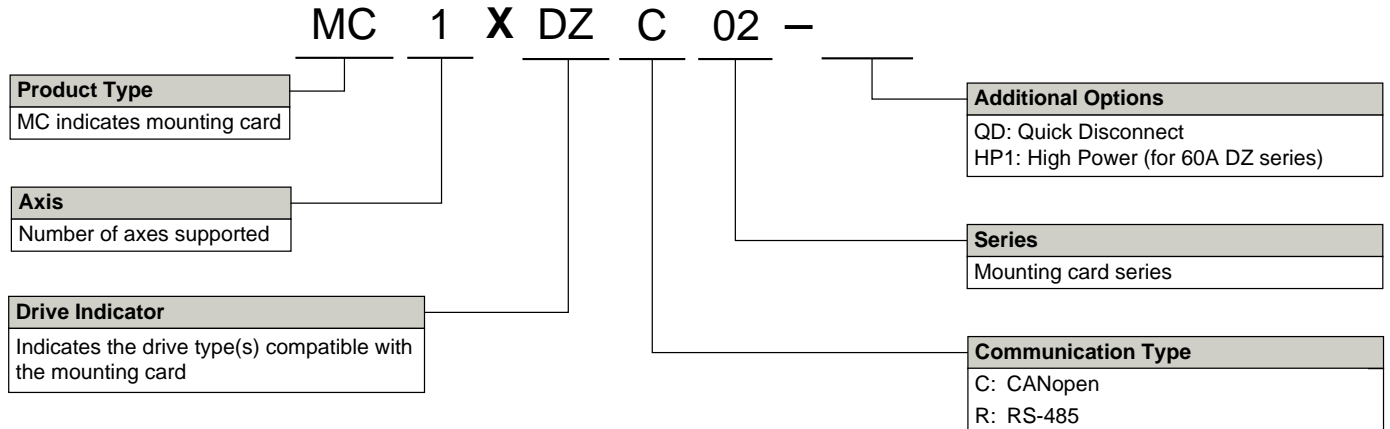 MC 1 X DZ C 02 –
Product Type
MC indicates mounting card
Axis
Number of axes supported
Drive Indicator
Indicates the drive type(s) compatible with
the mounting card
Additional Options
QD: Quick Disconnect
HP1: High Power (for 60A DZ series)
Series
Mounting card series
Communication Type
C: CANopen
R: RS-485